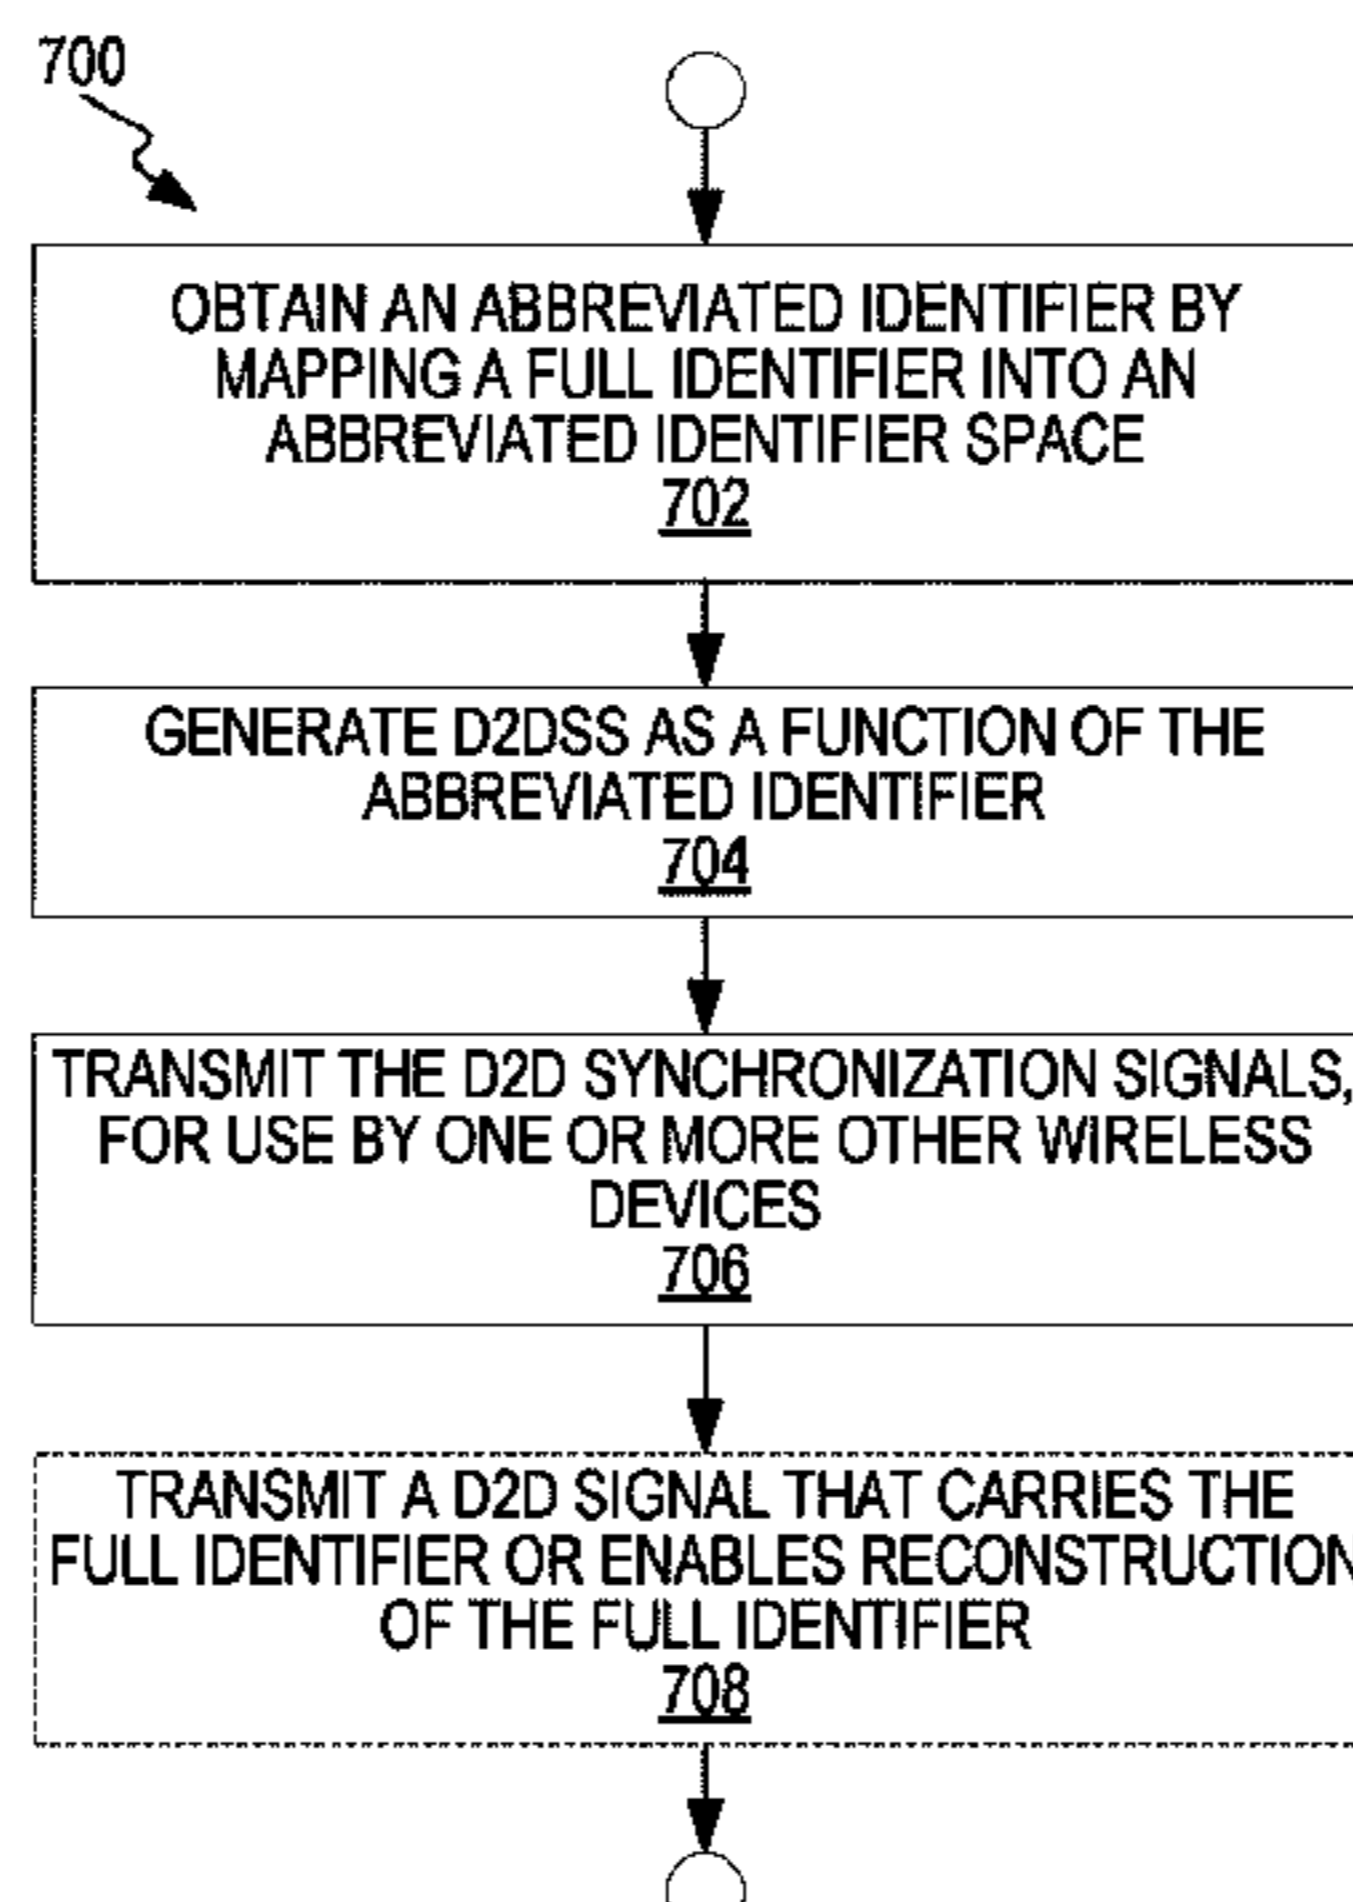 700
OBTAIN AN ABBREVIATED IDENTIFIER BY
MAPPING A FULL IDENTIFIER INTO AN
ABBREVIATED IDENTIFIER SPACE
702
GENERATE D2DSS AS A FUNCTION OF THE
ABBREVIATED IDENTIFIER
704
TRANSMIT THE D2D SYNCHRONIZATION SIGNALS,
FOR USE BY ONE OR MORE OTHER WIRELESS
DEVICES
706
TRANSMIT A D2D SIGNAL THAT CARRIES THE
FULL IDENTIFIER OR ENABLES RECONSTRUCTION
OF THE FULL IDENTIFIER
708